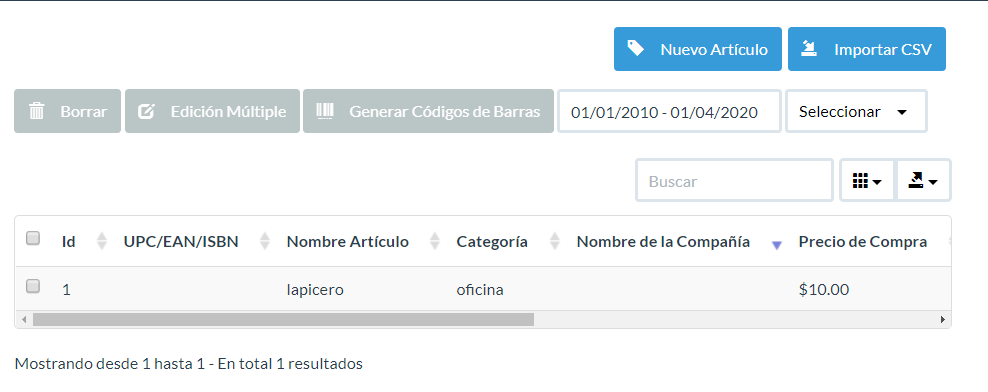 Nuevo Artículo Importar CSV
Borrar Edición Múltiple Generar Códigos de Barras 01/01/2010 - 01/04/2020 Seleccionar
Buscar
Id UPC/EAN/ISBN Nombre Artículo Categoría Nombre de la Compañía Precio de Compra
1 lapicero oficina $10.00
Mostrando desde 1 hasta 1 - En total 1 resultados